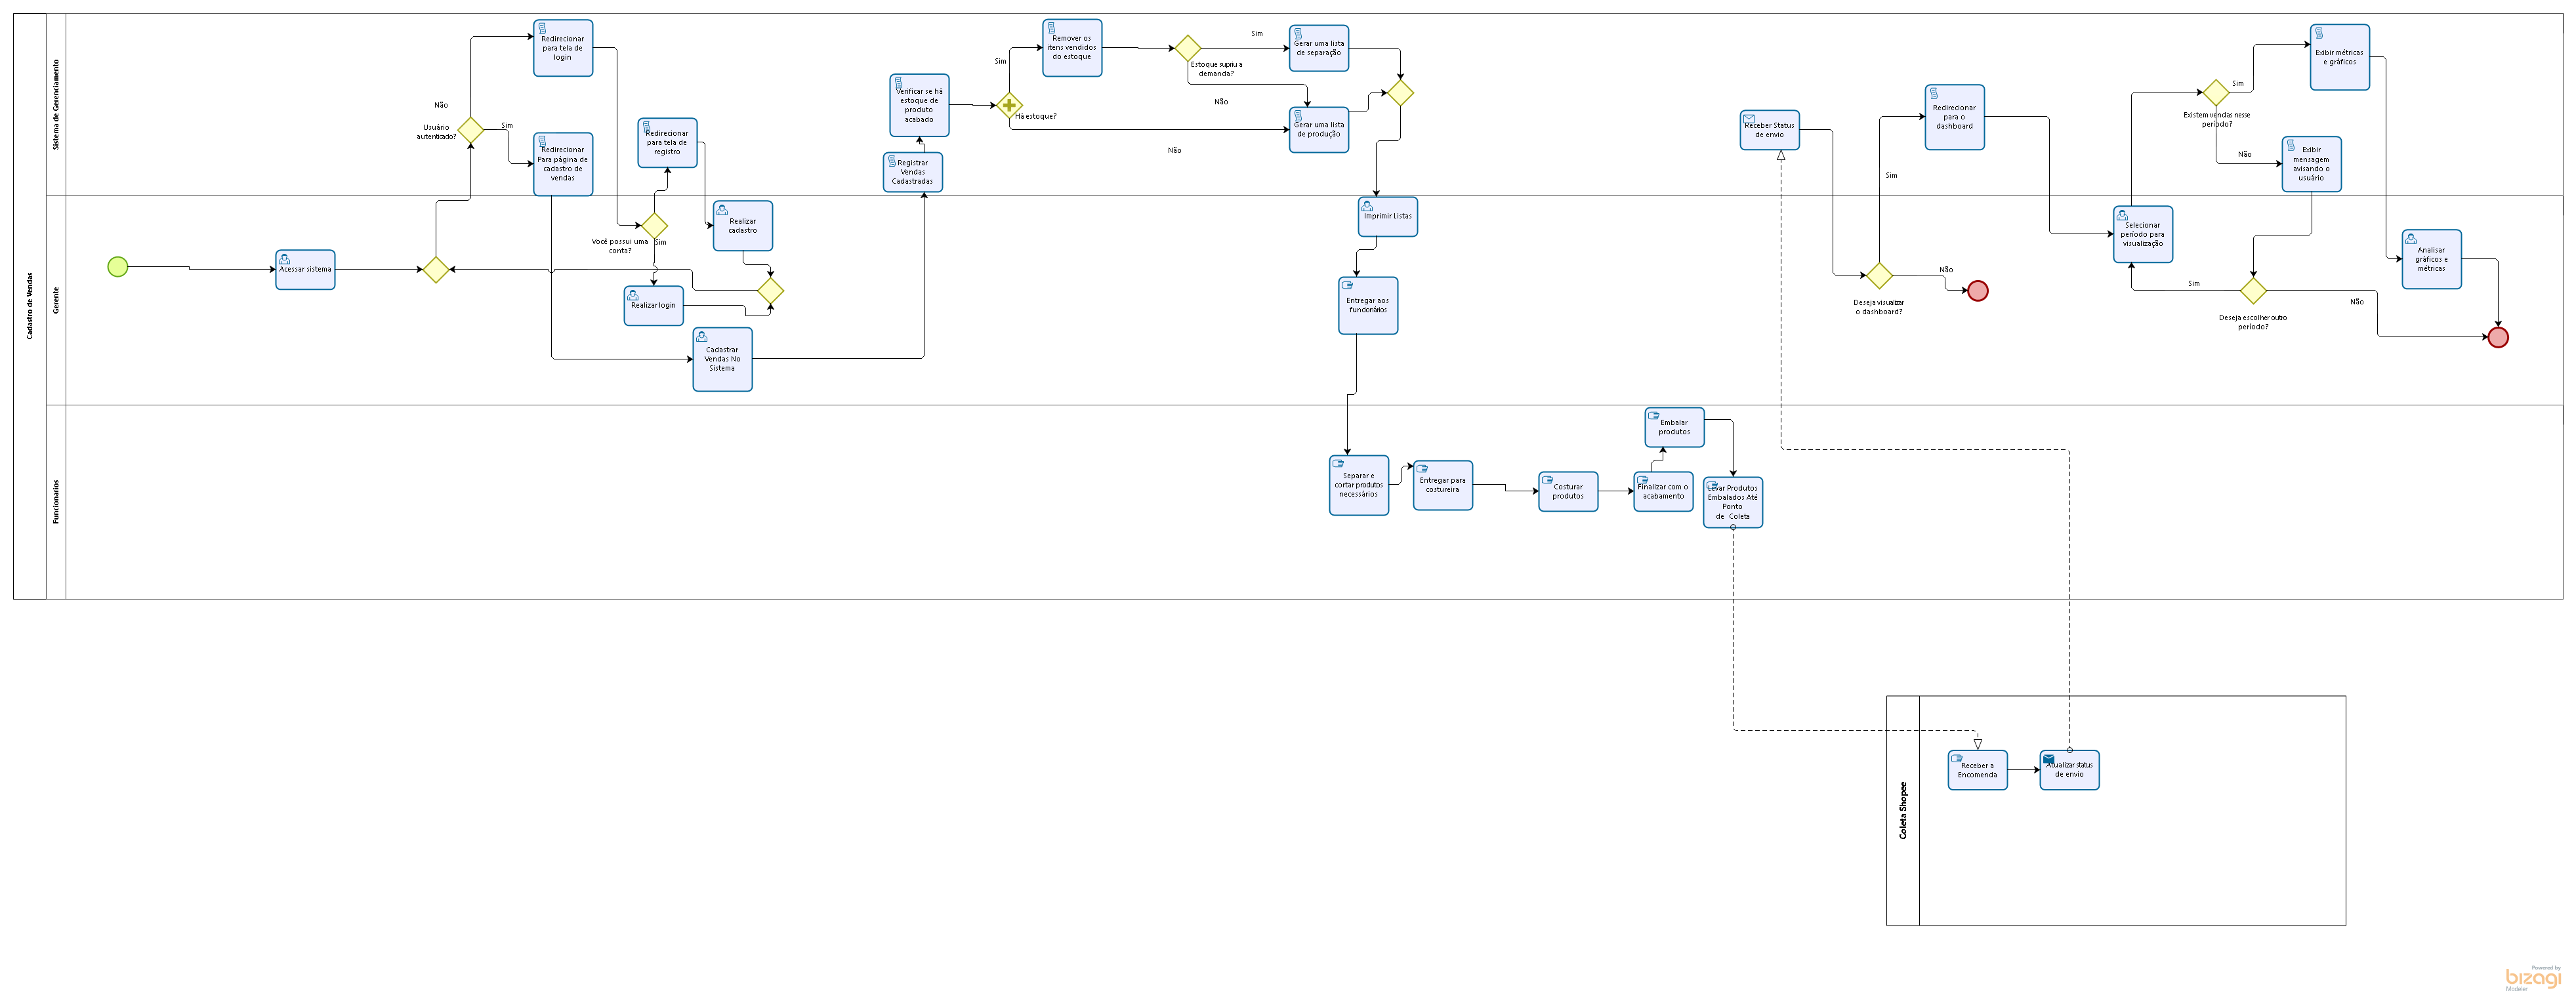 Cadastro de Vendas
Sistema de Gerenciamento
Gerente
Funcionarios
Acessar sistema
Usuário
autenticado?
Não
Sim
Redirecionar
para tela de
login
Redirecionar
Para página de
cadastro de
vendas
Você possui uma
conta?
Sim
Redirecionar
para tela de
registro
Realizar
cadastro
Realizar login
Cadastrar
Vendas No
Sistema
Registrar
Vendas
Cadastradas
Verificar se há
estoque de
produto
acabado
Há estoque?
Sim
Não
Remover os
itens vendidos
do estoque
Estoque supriu a
demanda?
Sim
Não
Gerar uma lista
de separação
Gerar uma lista
de produção
Imprimir Listas
Entregar aos
funcionários
Separar e
cortar produtos
necessários
Entregar para
costureira
Costurar
produtos
Finalizar com o
acabamento
Embalar
produtos
Levar Produtos
Embalados Até
Ponto
de Coleta
Coleta Shopee
Receber a
Encomenda
Atualizar status
de envio
Receber Status
de envio
Deseja visualizar
o dashboard?
Sim
Não
Redirecionar
para o
dashboard
Selecionar
período para
visualização
Existem vendas nesse
período?
Sim
Não
Exibir métricas
e gráficos
Exibir
mensagem
avisando o
usuário
Deseja escolher outro
período?
Sim
Não
Analisar
gráficos e
métricas
Powered by
bizagi
Modeler